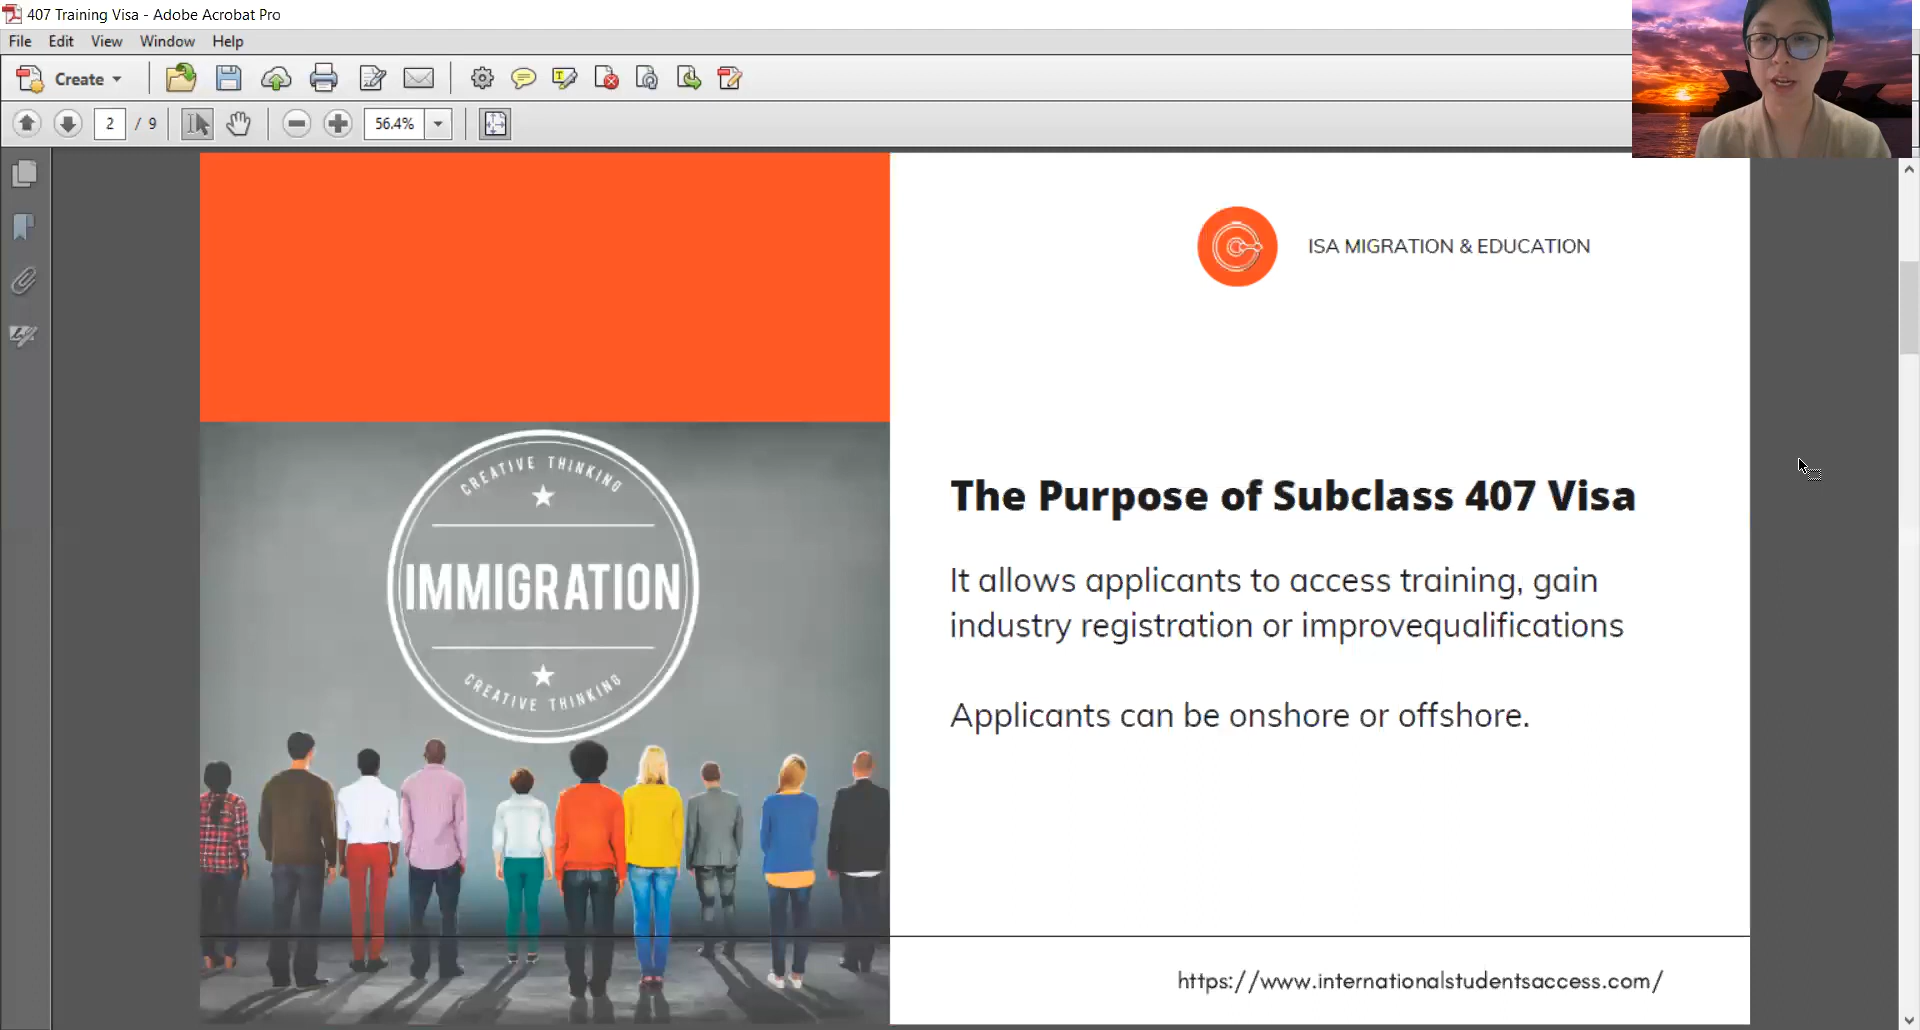 407 Training Visa - Adobe Acrobat Pro
File Edit View Window Help
Create
2 / 9
56.4%
ISA MIGRATION & EDUCATION
CREATIVE THINKING
IMMIGRATION
CREATIVE THINKING
The Purpose of Subclass 407 Visa
It allows applicants to access training, gain
industry registration or improvequalifications
Applicants can be onshore or offshore.
https://www.internationalstudentsaccess.com/